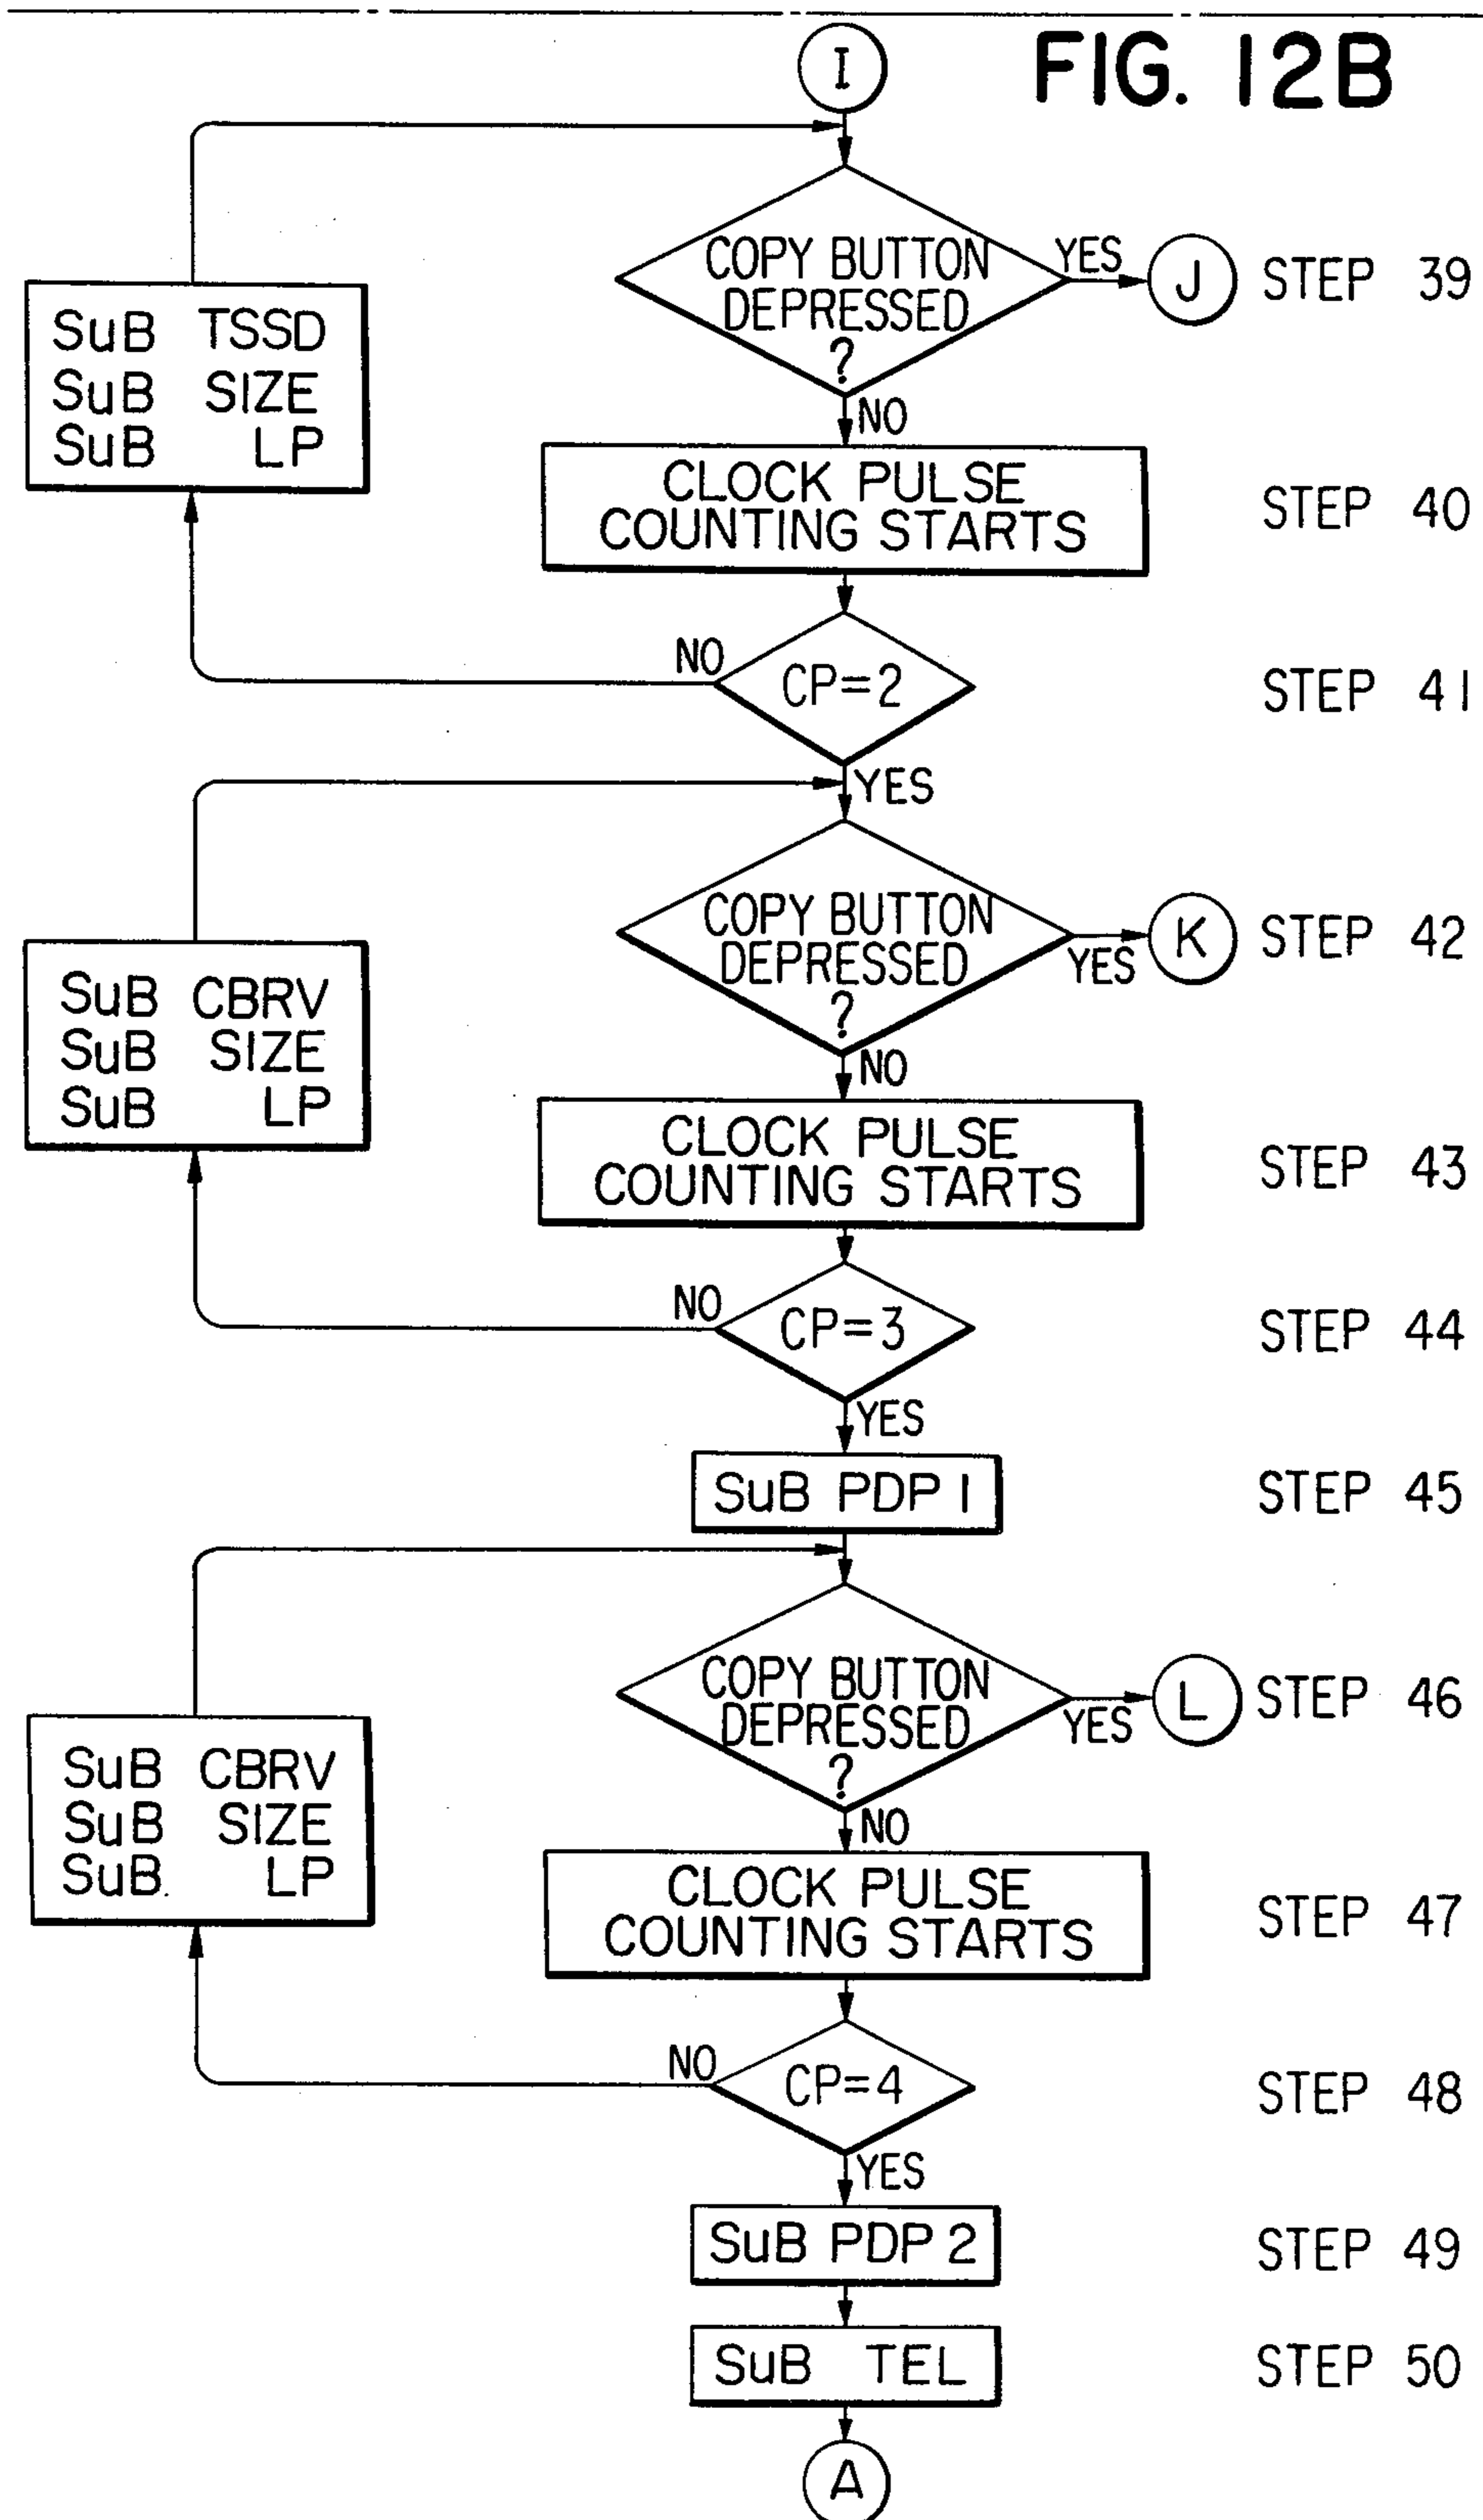 FIG. 12B
I
COPY BUTTON
DEPRESSED
?
YES
J
STEP 39
SuB TSSD
SuB SIZE
SuB LP
NO
CLOCK PULSE
COUNTING STARTS
STEP 40
NO
CP=2
STEP 41
YES
COPY BUTTON
DEPRESSED
?
YES
K
STEP 42
SuB CBRV
SuB SIZE
SuB LP
NO
CLOCK PULSE
COUNTING STARTS
STEP 43
NO
CP=3
STEP 44
YES
SuB PDP 1
STEP 45
COPY BUTTON
DEPRESSED
?
YES
L
STEP 46
SuB CBRV
SuB SIZE
SuB LP
NO
CLOCK PULSE
COUNTING STARTS
STEP 47
NO
CP=4
STEP 48
YES
SuB PDP 2
STEP 49
SuB TEL
STEP 50
A